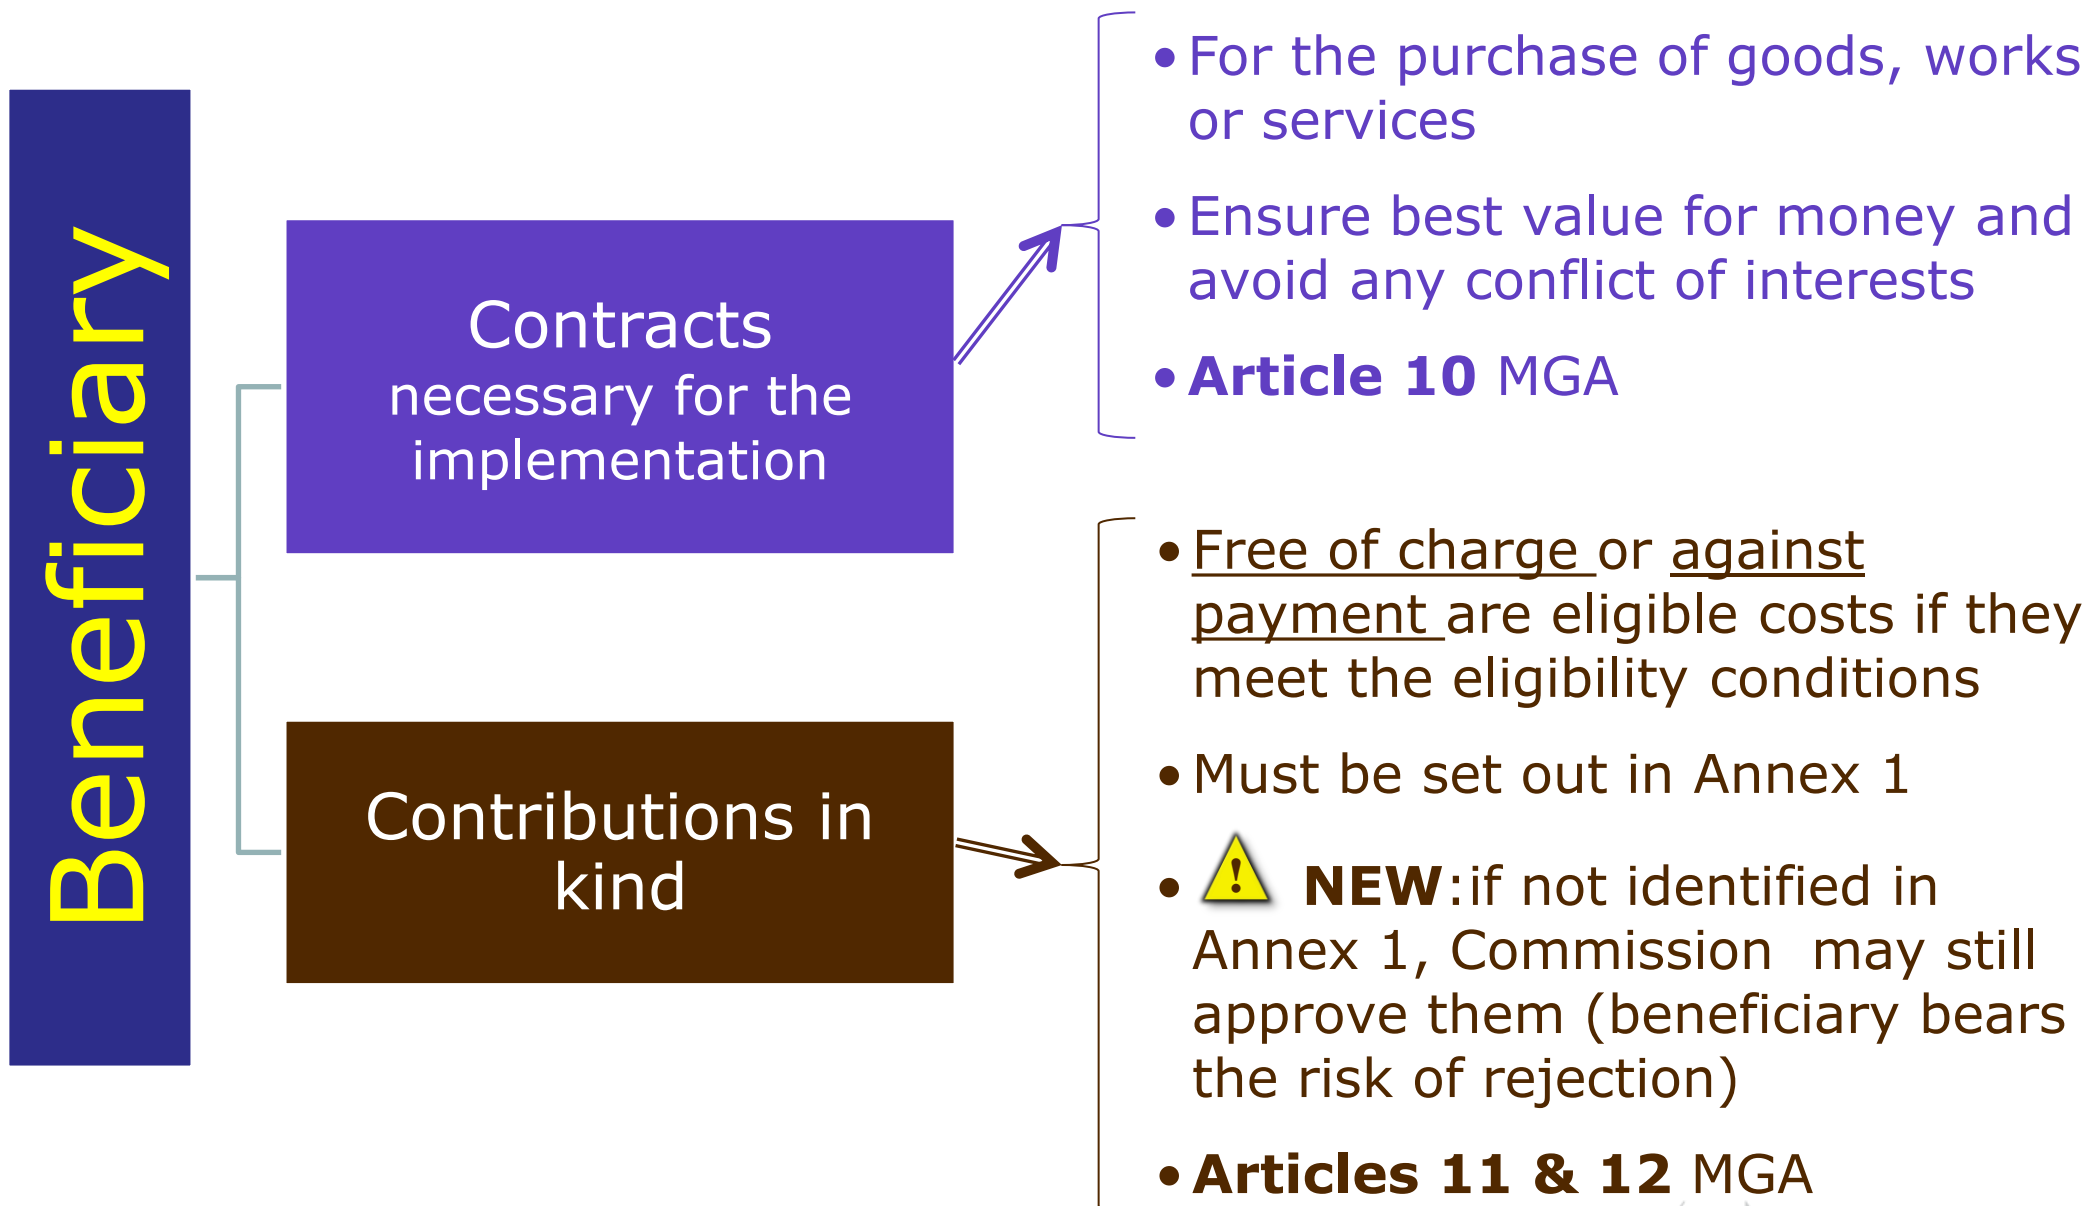 Beneficiary
Contracts
necessary for the
implementation
• For the purchase of goods, works
or services
• Ensure best value for money and
avoid any conflict of interests
• Article 10 MGA
Contributions in
kind
• Free of charge or against
payment are eligible costs if they
meet the eligibility conditions
• Must be set out in Annex 1
• ! NEW:if not identified in
Annex 1, Commission may still
approve them (beneficiary bears
the risk of rejection)
• Articles 11 & 12 MGA